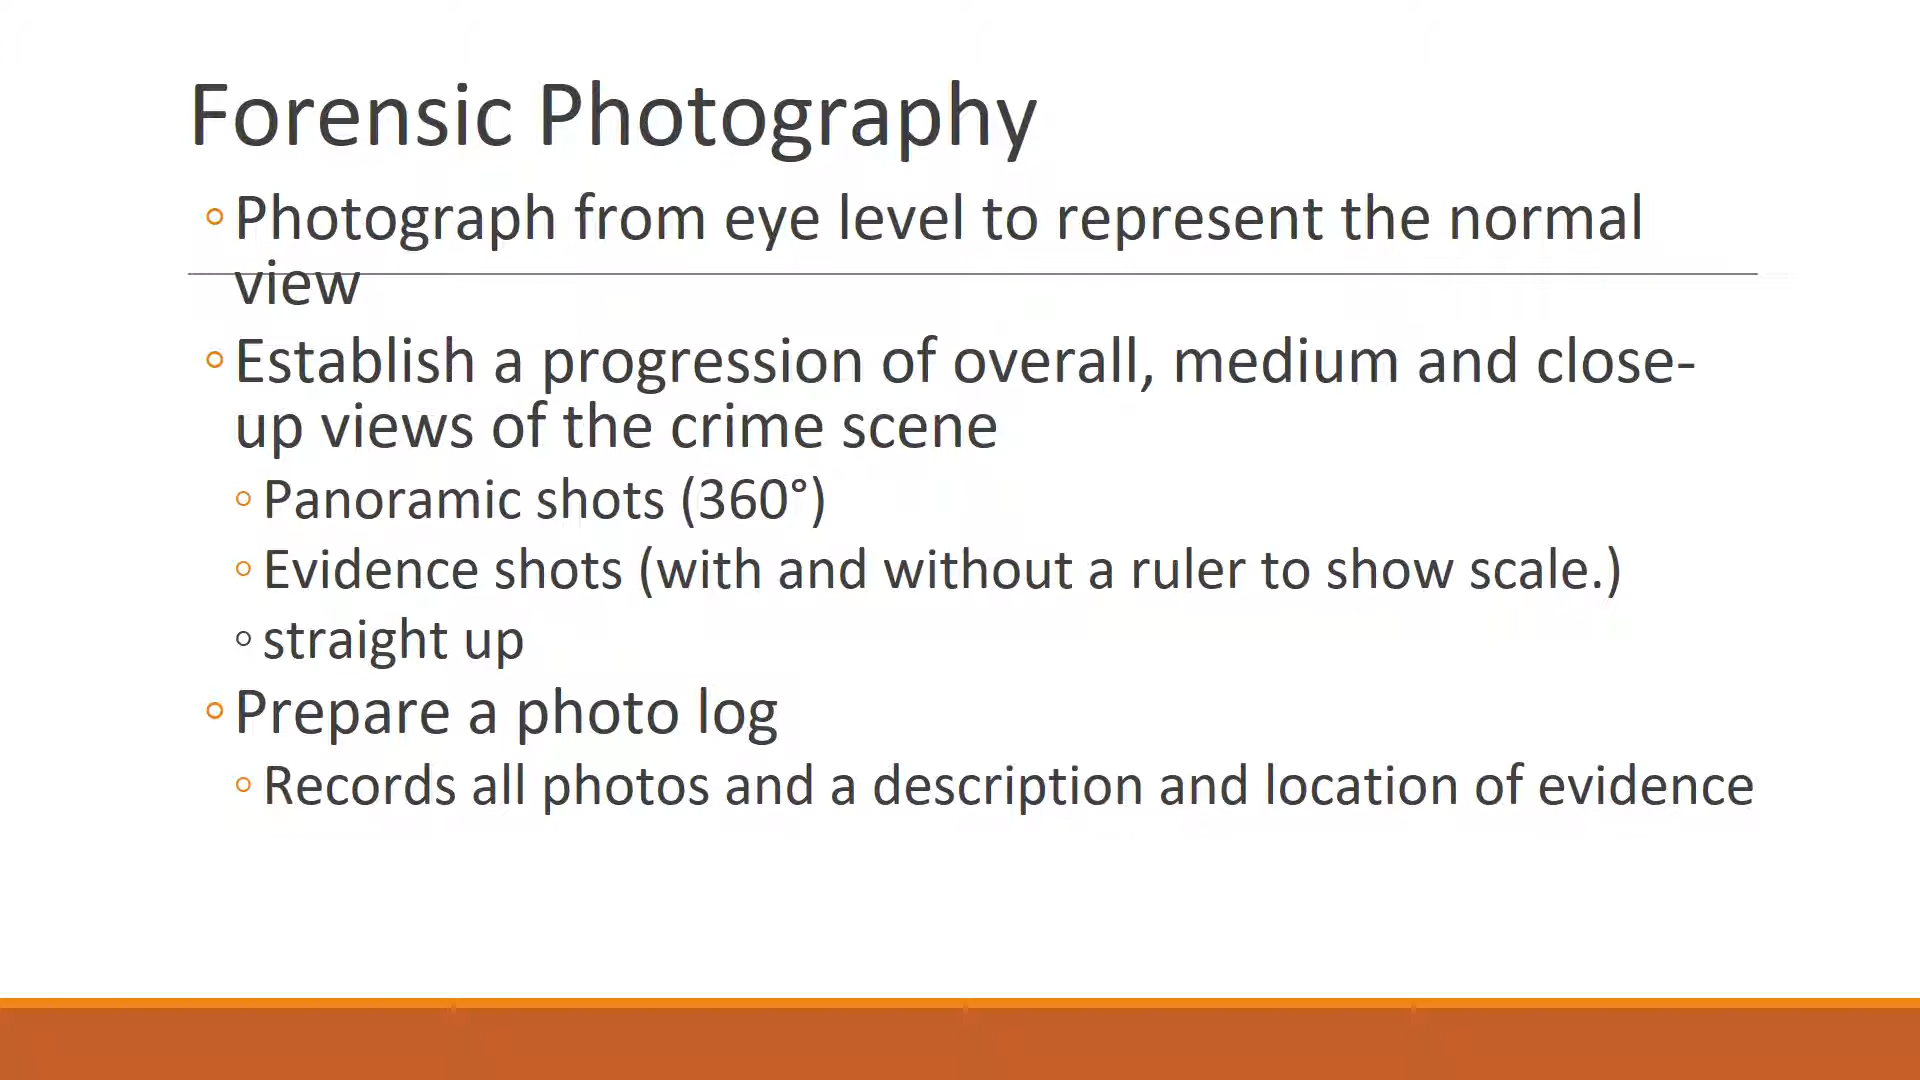 Forensic Photography
◦Photograph from eye level to represent the normal
view
◦Establish a progression of overall, medium and close-
up views of the crime scene
◦Panoramic shots (360°)
◦Evidence shots (with and without a ruler to show scale.)
◦straight up
◦Prepare a photo log
◦Records all photos and a description and location of evidence